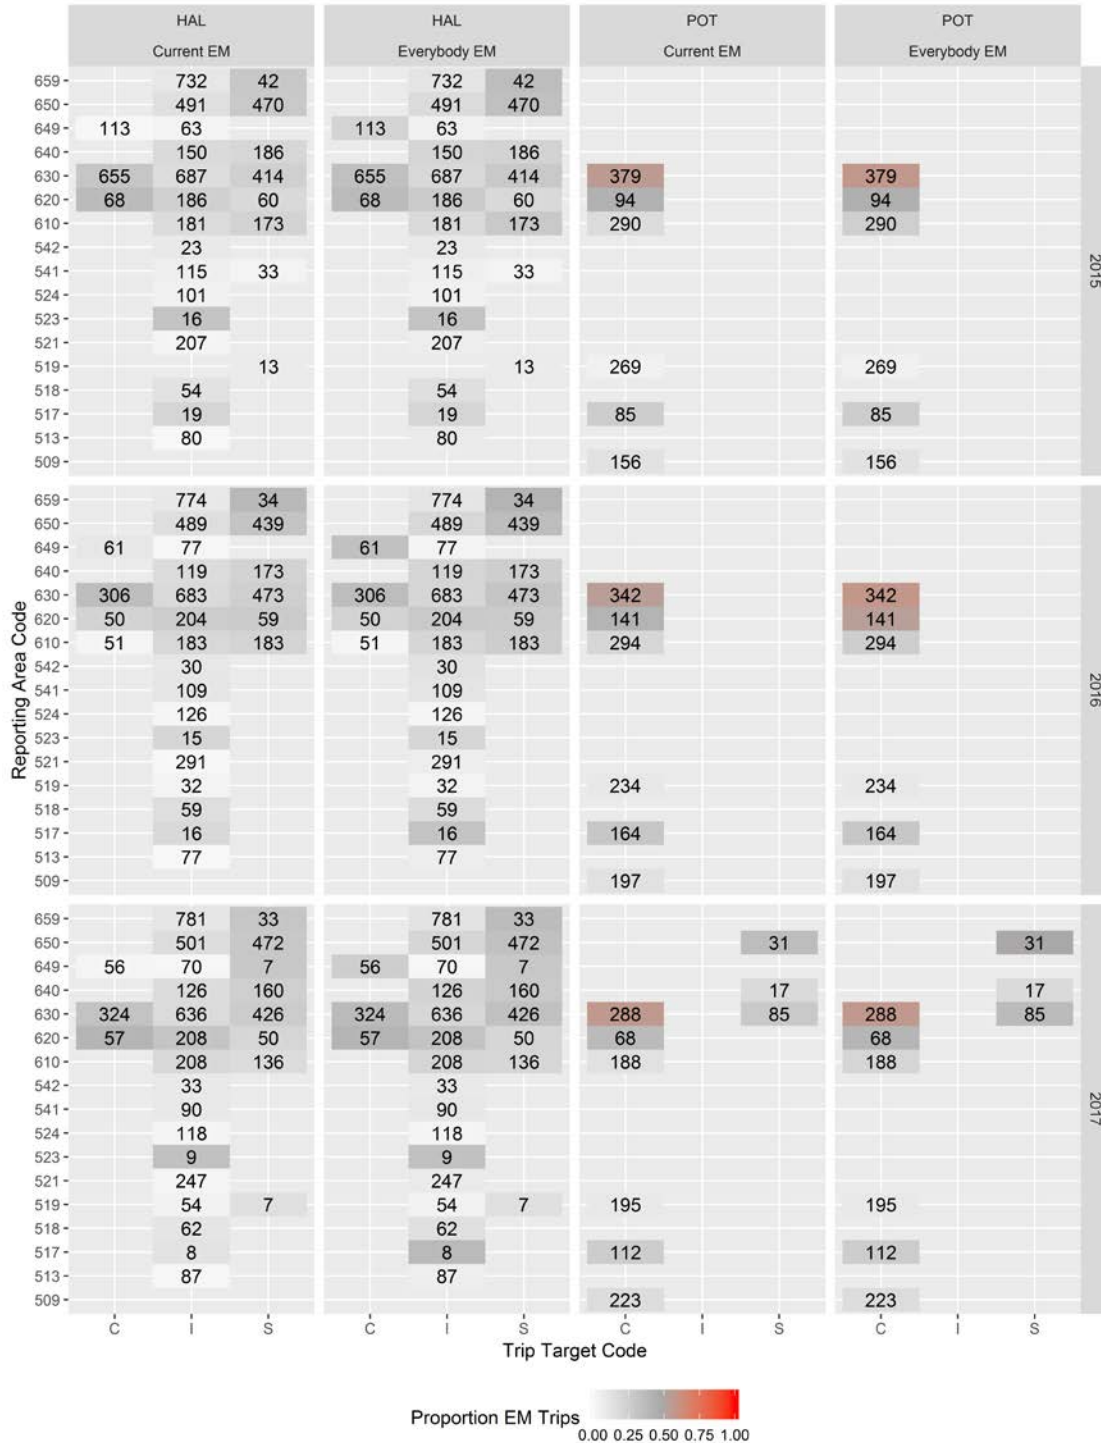 HAL HAL POT POT
Current EM Everybody EM Current EM Everybody EM
659 732 42 732 42
650 491 470 491 470
649 113 63 113 63
640 150 186 150 186
630 655 687 414 655 687 414 379 379
620 68 186 60 68 186 60 94 94
610 181 173 181 173 290 290
542 23 23
541 115 33 115 33
2015
524 101 101
523 16 16
521 207 207
519 13 13 269 269
518 54 54
517 19 19 85 85
513 80 80
509 156 156
659 774 34 774 34
650 489 439 489 439
649 61 77 61 77
640 119 173 119 173
630 306 683 473 306 683 473 342 342
620 50 204 59 50 204 59 141 141
610 51 183 183 51 183 183 294 294
542 30 30
541 109 109
2016
524 126 126
523 15 15
521 291 291
519 32 32 234 234
518 59 59
517 16 16 164 164
513 77 77
509 197 197
Reporting Area Code
659 781 33 781 33
650 501 472 501 472 31 31
649 56 70 7 56 70 7
640 126 160 126 160 17 17
630 324 636 426 324 636 426 288 85 288 85
620 57 208 50 57 208 50 68 68
610 208 136 208 136 188 188
542 33 33
541 90 90
2017
524 118 118
523 9 9
521 247 247
519 54 7 54 7 195 195
518 62 62
517 8 8 112 112
513 87 87
509 223 223
C I S C I S C I S C I S
Trip Target Code
Proportion EM Trips
0.00 0.25 0.50 0.75 1.00